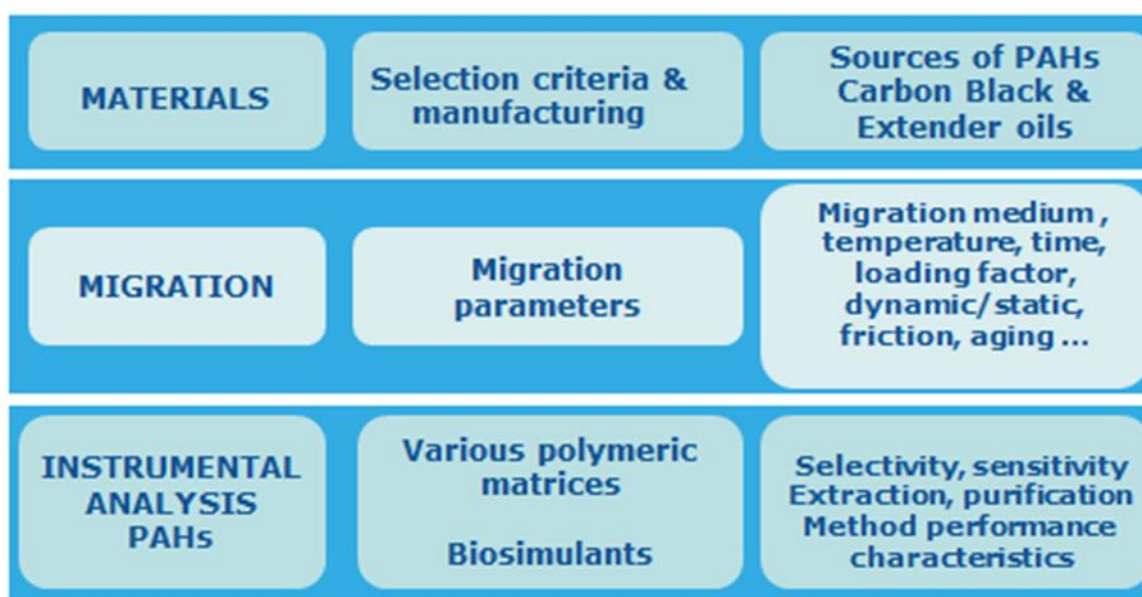 MATERIALS
Selection criteria &
manufacturing
Sources of PAHs
Carbon Black &
Extender oils
MIGRATION
Migration
parameters
Migration medium ,
temperature, time,
loading factor,
dynamic/static,
friction, aging ...
INSTRUMENTAL
ANALYSIS
PAHs
Various polymeric
matrices
Biosimulants
Selectivity, sensitivity
Extraction, purification
Method performance
characteristics